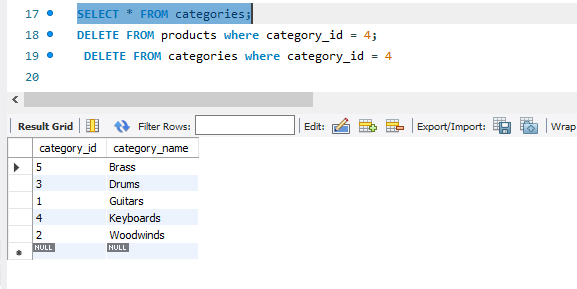 17 SELECT * FROM categories;
18 DELETE FROM products where category_id = 4;
19 DELETE FROM categories where category_id = 4
20
Result Grid Filter Rows: Edit: Export/Import: Wrap
category_id category_name
5 Brass
3 Drums
1 Guitars
4 Keyboards
2 Woodwinds
NULL NULL